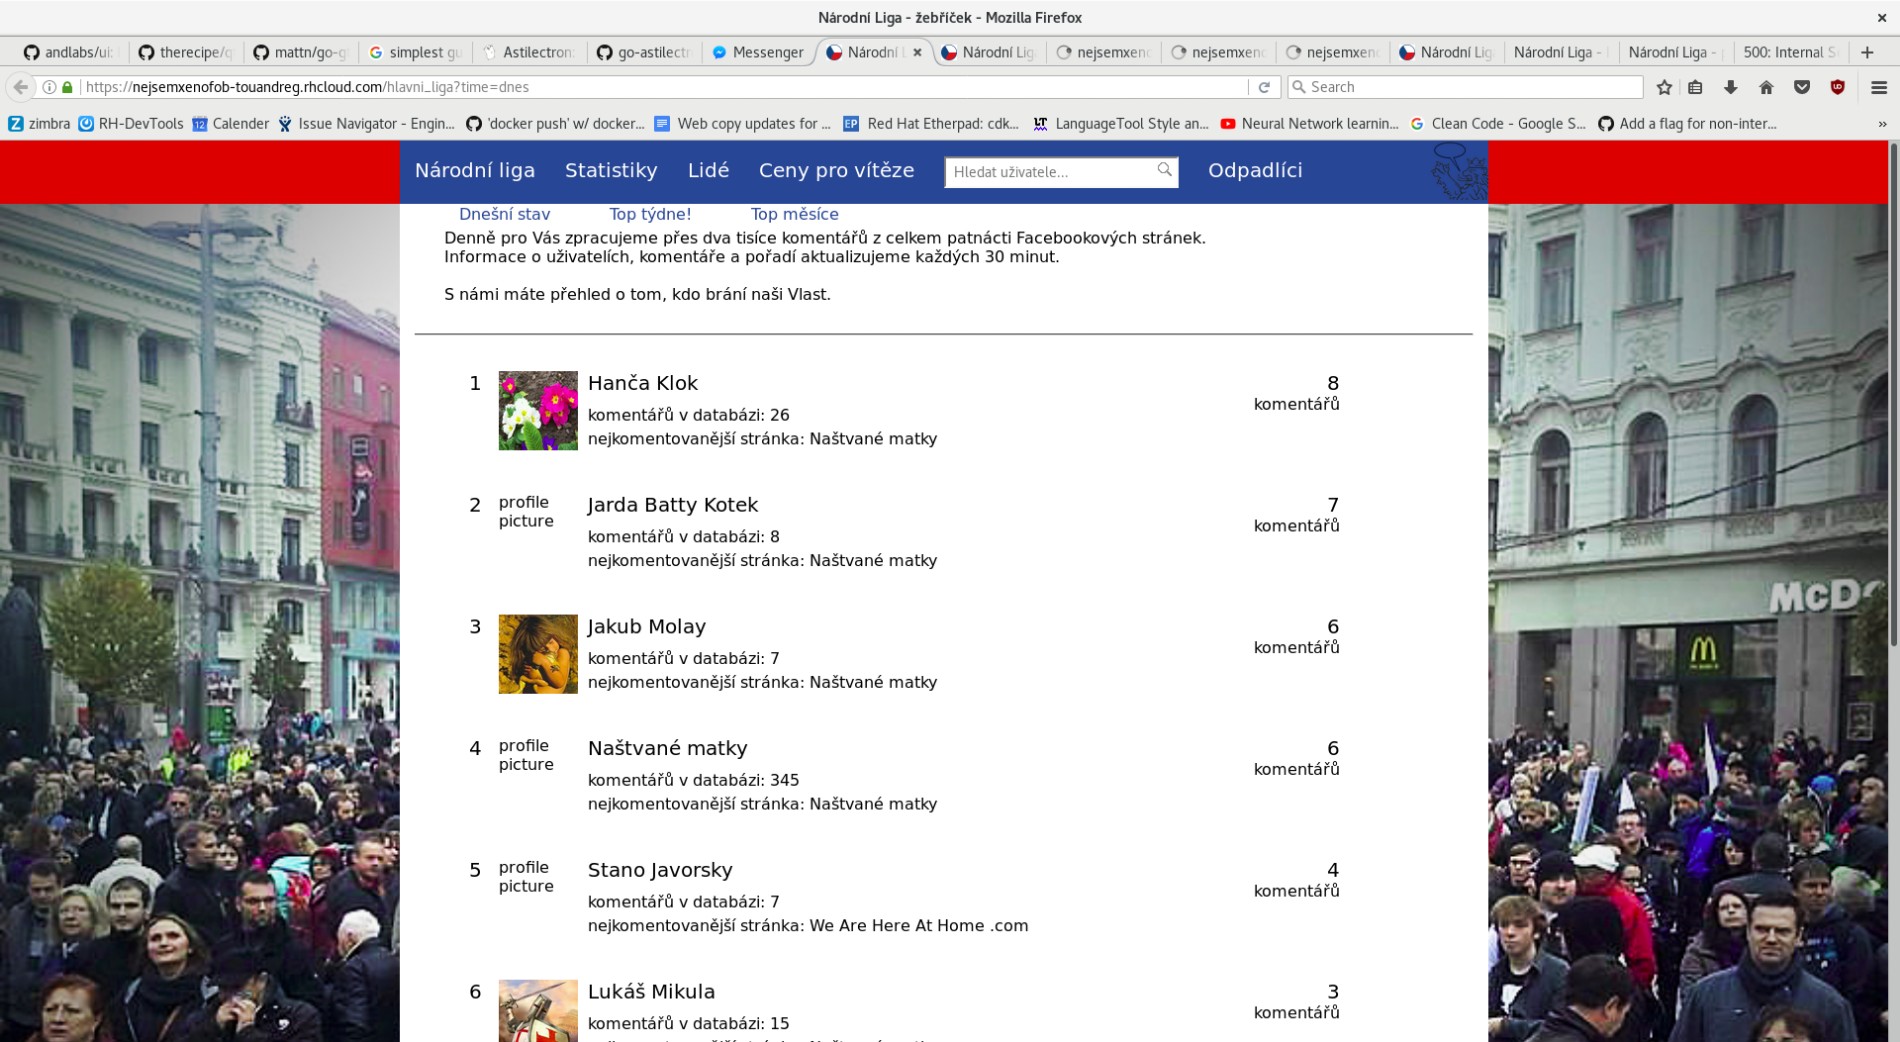 Národní Liga - žebříček - Mozilla Firefox
andlabs/ui:
therecipe/q
mattn/go-g
simplest gu
Astilectron:
go-astilectr
Messenger
Národní L
Národní Lig
nejsemxeno
nejsemxeno
nejsemxen
Národní Lig
Národní Liga -
Národní Liga -
500: Internal S
https://nejsemxenofob-touandreg.rhcloud.com/hlavni_liga?time=dnes
Search
zimbra
RH-DevTools
Calender
Issue Navigator - Engin...
'docker push' w/ docker...
Web copy updates for ...
Red Hat Etherpad: cdk...
LanguageTool Style an...
Neural Network learnin...
Clean Code - Google S...
Add a flag for non-inter...
Národní liga
Statistiky
Lidé
Ceny pro vítěze
Hledat uživatele...
Odpadlíci
Dnešní stav
Top týdne!
Top měsíce
Denně pro Vás zpracujeme přes dva tisíce komentářů z celkem patnácti Facebookových stránek.
Informace o uživatelích, komentáře a pořadí aktualizujeme každých 30 minut.
S námi máte přehled o tom, kdo brání naši Vlast.
1
Hanča Klok
8
komentářů
komentářů v databázi: 26
nejkomentovanější stránka: Naštvané matky
2
profile
picture
Jarda Batty Kotek
7
komentářů
komentářů v databázi: 8
nejkomentovanější stránka: Naštvané matky
3
Jakub Molay
6
komentářů
komentářů v databázi: 7
nejkomentovanější stránka: Naštvané matky
4
profile
picture
Naštvané matky
6
komentářů
komentářů v databázi: 345
nejkomentovanější stránka: Naštvané matky
5
profile
picture
Stano Javorsky
4
komentářů
komentářů v databázi: 7
nejkomentovanější stránka: We Are Here At Home .com
6
Lukáš Mikula
3
komentářů
komentářů v databázi: 15
McDo